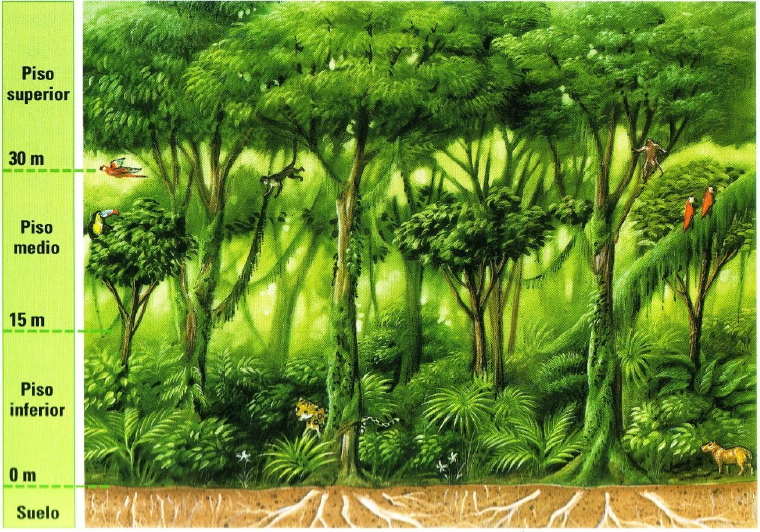 Piso
superior
30 m
Piso
medio
15 m
Piso
inferior
0 m
Suelo